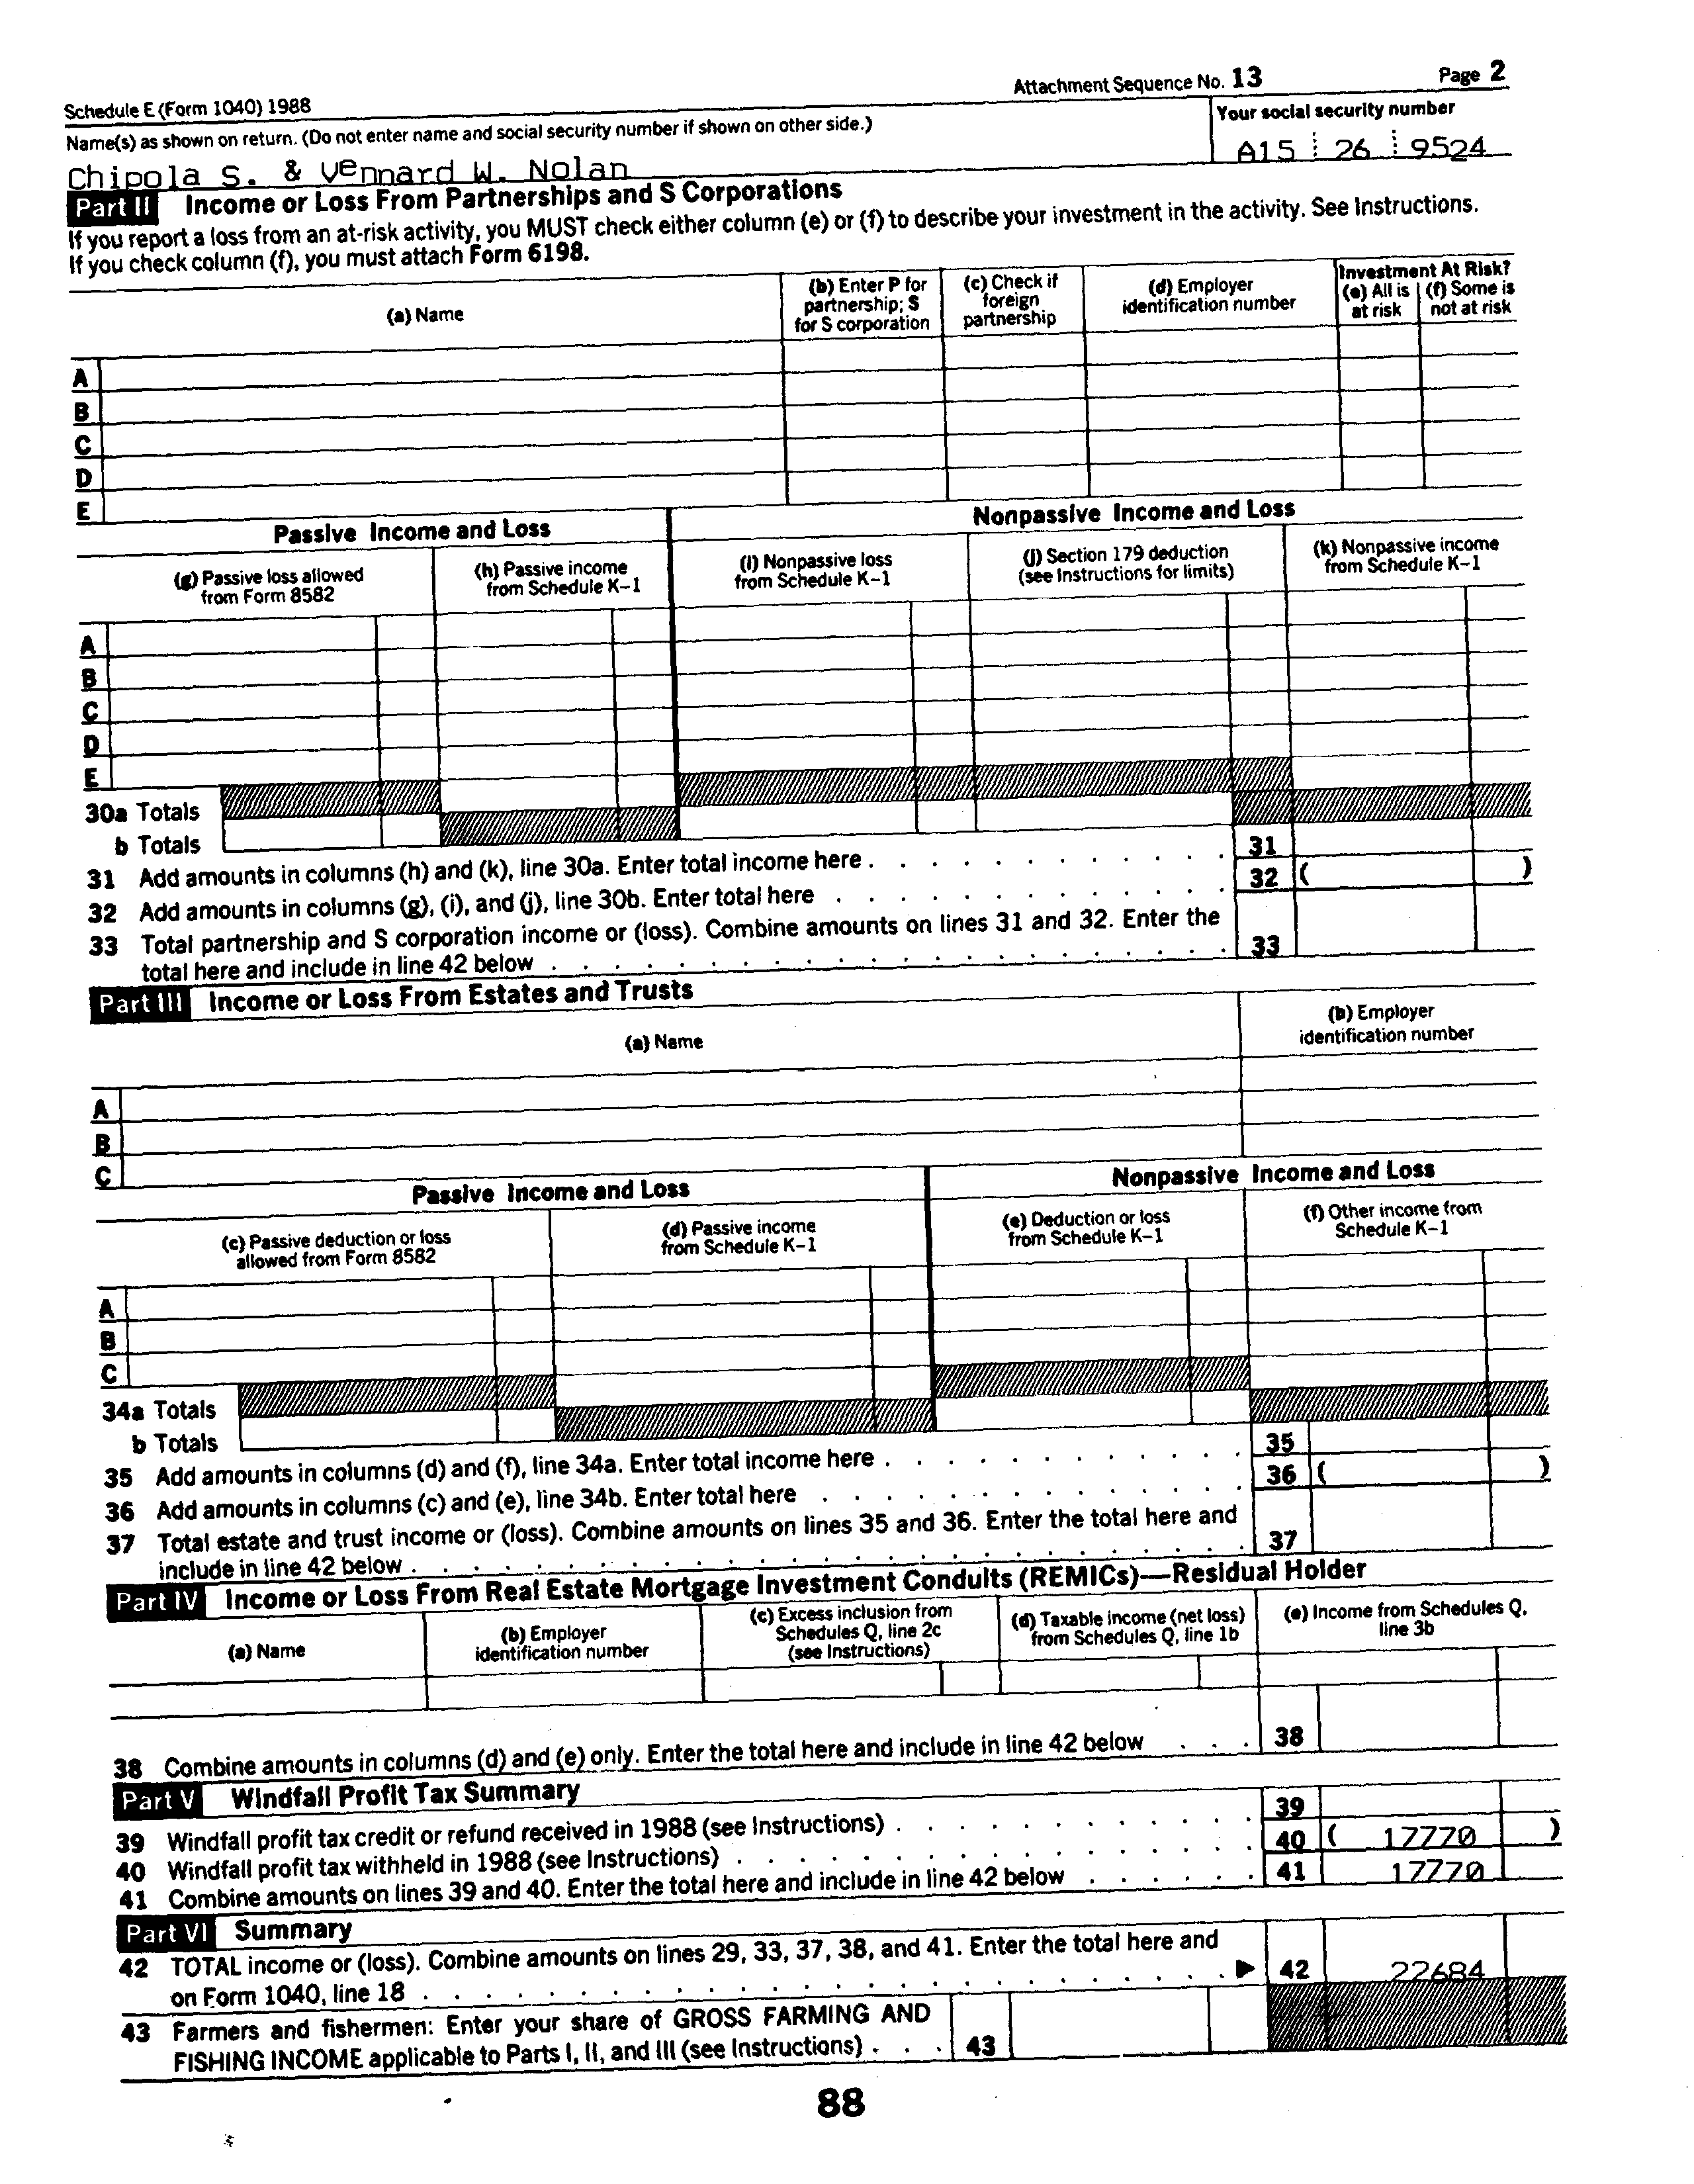 Schedule E (Form 1040) 1988 Attachment Sequence No. 13 Page 2
Name(s) as shown on return. (Do not enter name and social security number if shown on other side.) Your social security number
Chipola S. & Vennard W. Nolan A15 26 9524
Part II Income or Loss From Partnerships and S Corporations
If you report a loss from an at-risk activity, you MUST check either column (e) or (f) to describe your investment in the activity. See Instructions.
If you check column (f), you must attach Form 6198.
(a) Name
(b) Enter P for partnership; S for S corporation
(c) Check if foreign partnership
(d) Employer identification number
Investment At Risk?
(e) All is at risk
(f) Some is not at risk
A
B
C
D
E
Passive Income and Loss Nonpassive Income and Loss
(g) Passive loss allowed from Form 8582
(h) Passive income from Schedule K-1
(i) Nonpassive loss from Schedule K-1
(j) Section 179 deduction (see Instructions for limits)
(k) Nonpassive income from Schedule K-1
A
B
C
D
E
30a Totals
b Totals
31 Add amounts in columns (h) and (k), line 30a. Enter total income here . . . . . . . . . . . . 31
32 Add amounts in columns (g), (i), and (j), line 30b. Enter total here . . . . . . . . . . . . . 32 ( )
33 Total partnership and S corporation income or (loss). Combine amounts on lines 31 and 32. Enter the
total here and include in line 42 below . . . . . . . . . . . . . . . . . . . . . . 33
Part III Income or Loss From Estates and Trusts
(a) Name
(b) Employer identification number
A
B
C
Passive Income and Loss Nonpassive Income and Loss
(c) Passive deduction or loss allowed from Form 8582
(d) Passive income from Schedule K-1
(e) Deduction or loss from Schedule K-1
(f) Other income from Schedule K-1
A
B
C
34a Totals
b Totals
35 Add amounts in columns (d) and (f), line 34a. Enter total income here . . . . . . . . . . . . 35
36 Add amounts in columns (c) and (e), line 34b. Enter total here . . . . . . . . . . . . . . 36 ( )
37 Total estate and trust income or (loss). Combine amounts on lines 35 and 36. Enter the total here and
include in line 42 below . . . . . . . . . . . . . . . . . . . . . . . . . . . 37
Part IV Income or Loss From Real Estate Mortgage Investment Conduits (REMICs)—Residual Holder
(a) Name
(b) Employer identification number
(c) Excess inclusion from Schedules Q, line 2c (see Instructions)
(d) Taxable income (net loss) from Schedules Q, line 1b
(e) Income from Schedules Q, line 3b
38 Combine amounts in columns (d) and (e) only. Enter the total here and include in line 42 below . . . 38
Part V Windfall Profit Tax Summary
39 Windfall profit tax credit or refund received in 1988 (see Instructions) . . . . . . . . . . . . 39
40 Windfall profit tax withheld in 1988 (see Instructions) . . . . . . . . . . . . . . . . . 40 ( 17770 )
41 Combine amounts on lines 39 and 40. Enter the total here and include in line 42 below . . . . . . 41 17770
Part VI Summary
42 TOTAL income or (loss). Combine amounts on lines 29, 33, 37, 38, and 41. Enter the total here and
on Form 1040, line 18 . . . . . . . . . . . . . . . . . . . . . . . . . . ▶ 42 22684
43 Farmers and fishermen: Enter your share of GROSS FARMING AND
FISHING INCOME applicable to Parts I, II, and III (see Instructions) . . . 43
88